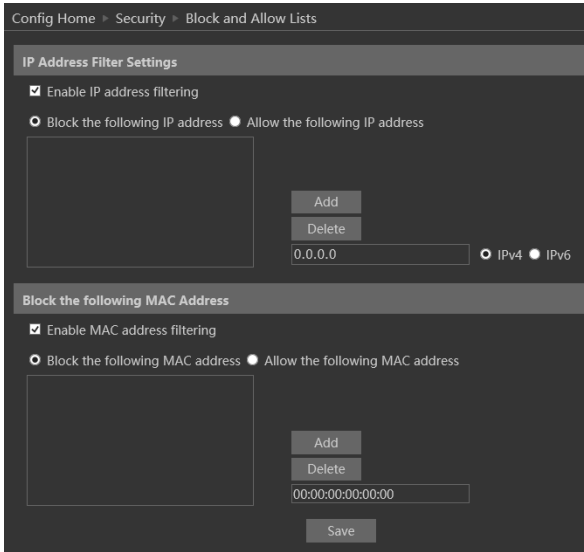 Config Home ▶ Security ▶ Block and Allow Lists
IP Address Filter Settings
Enable IP address filtering
Block the following IP address Allow the following IP address
Add
Delete
0.0.0.0 IPv4 IPv6
Block the following MAC Address
Enable MAC address filtering
Block the following MAC address Allow the following MAC address
Add
Delete
00:00:00:00:00:00
Save